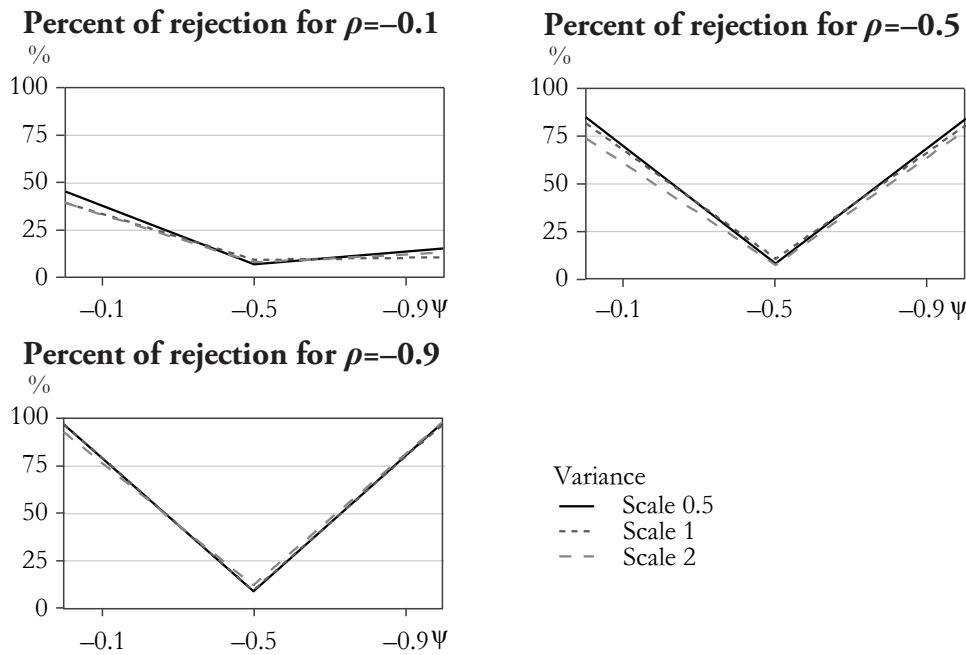 Percent of rejection for ρ=–0.1
%
100
75
50
25
0
–0.1
–0.5
–0.9 ψ
Percent of rejection for ρ=–0.5
%
100
75
50
25
0
–0.1
–0.5
–0.9 ψ
Percent of rejection for ρ=–0.9
%
100
75
50
25
0
–0.1
–0.5
–0.9 ψ
Variance
Scale 0.5
Scale 1
Scale 2